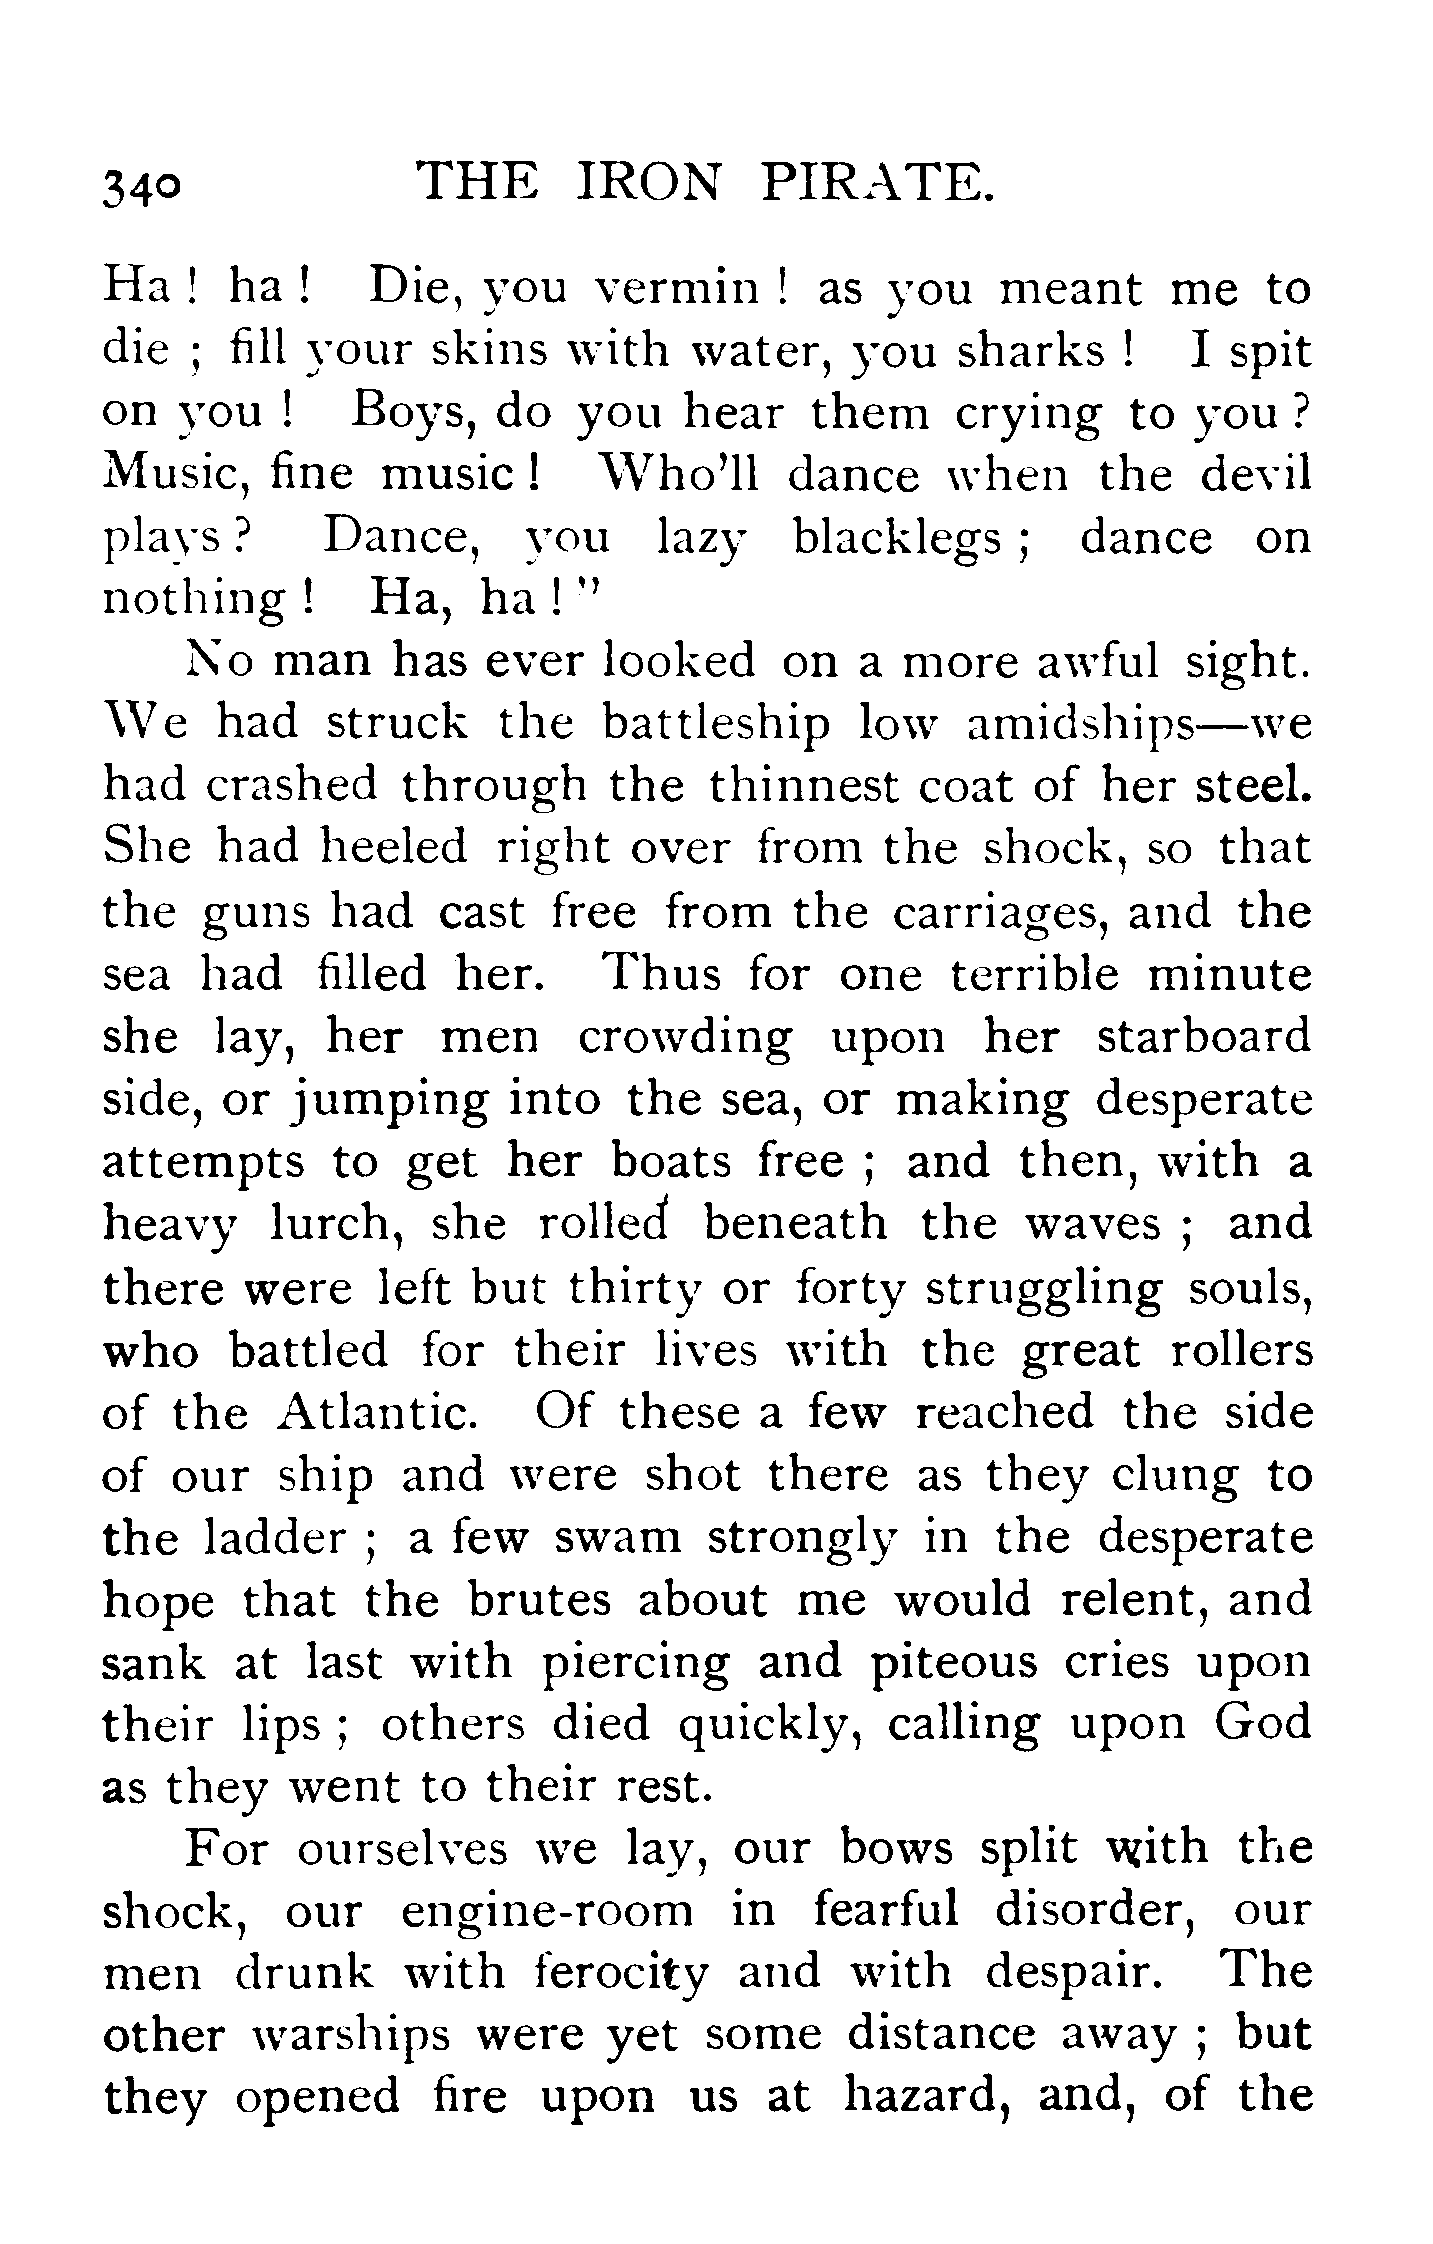 340 THE IRON PIRATE.
Ha ! ha ! Die, you vermin ! as you meant me to
die ; fill your skins with water, you sharks ! I spit
on you ! Boys, do you hear them crying to you ?
Music, fine music ! Who'll dance when the devil
plays ? Dance, you lazy blacklegs ; dance on
nothing ! Ha, ha ! "
No man has ever looked on a more awful sight.
We had struck the battleship low amidships—we
had crashed through the thinnest coat of her steel.
She had heeled right over from the shock, so that
the guns had cast free from the carriages, and the
sea had filled her. Thus for one terrible minute
she lay, her men crowding upon her starboard
side, or jumping into the sea, or making desperate
attempts to get her boats free ; and then, with a
heavy lurch, she rolled beneath the waves ; and
there were left but thirty or forty struggling souls,
who battled for their lives with the great rollers
of the Atlantic. Of these a few reached the side
of our ship and were shot there as they clung to
the ladder ; a few swam strongly in the desperate
hope that the brutes about me would relent, and
sank at last with piercing and piteous cries upon
their lips ; others died quickly, calling upon God
as they went to their rest.
For ourselves we lay, our bows split with the
shock, our engine-room in fearful disorder, our
men drunk with ferocity and with despair. The
other warships were yet some distance away ; but
they opened fire upon us at hazard, and, of the